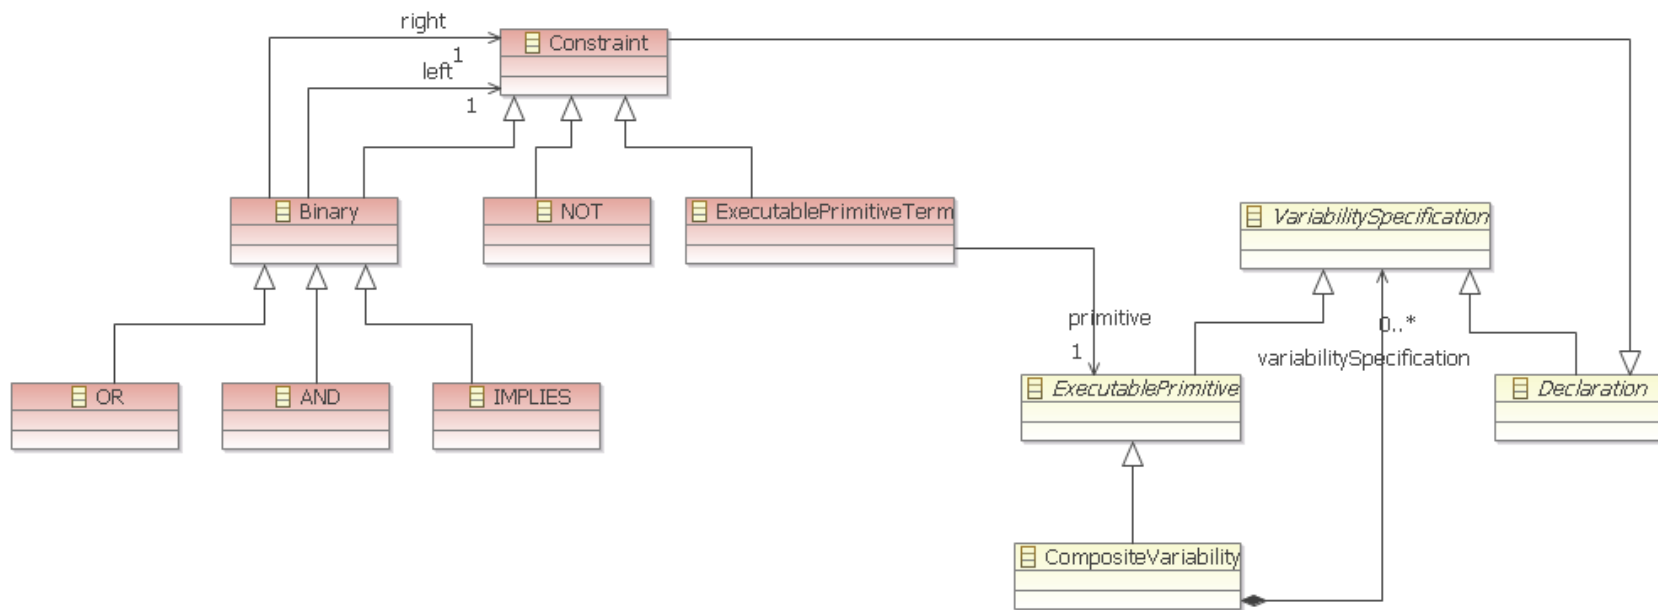 right
Constraint
1
left
1
Binary
NOT
ExecutablePrimitiveTerm
VariabilitySpecification
primitive
0..*
1
variabilitySpecification
OR
AND
IMPLIES
ExecutablePrimitive
Declaration
CompositeVariability